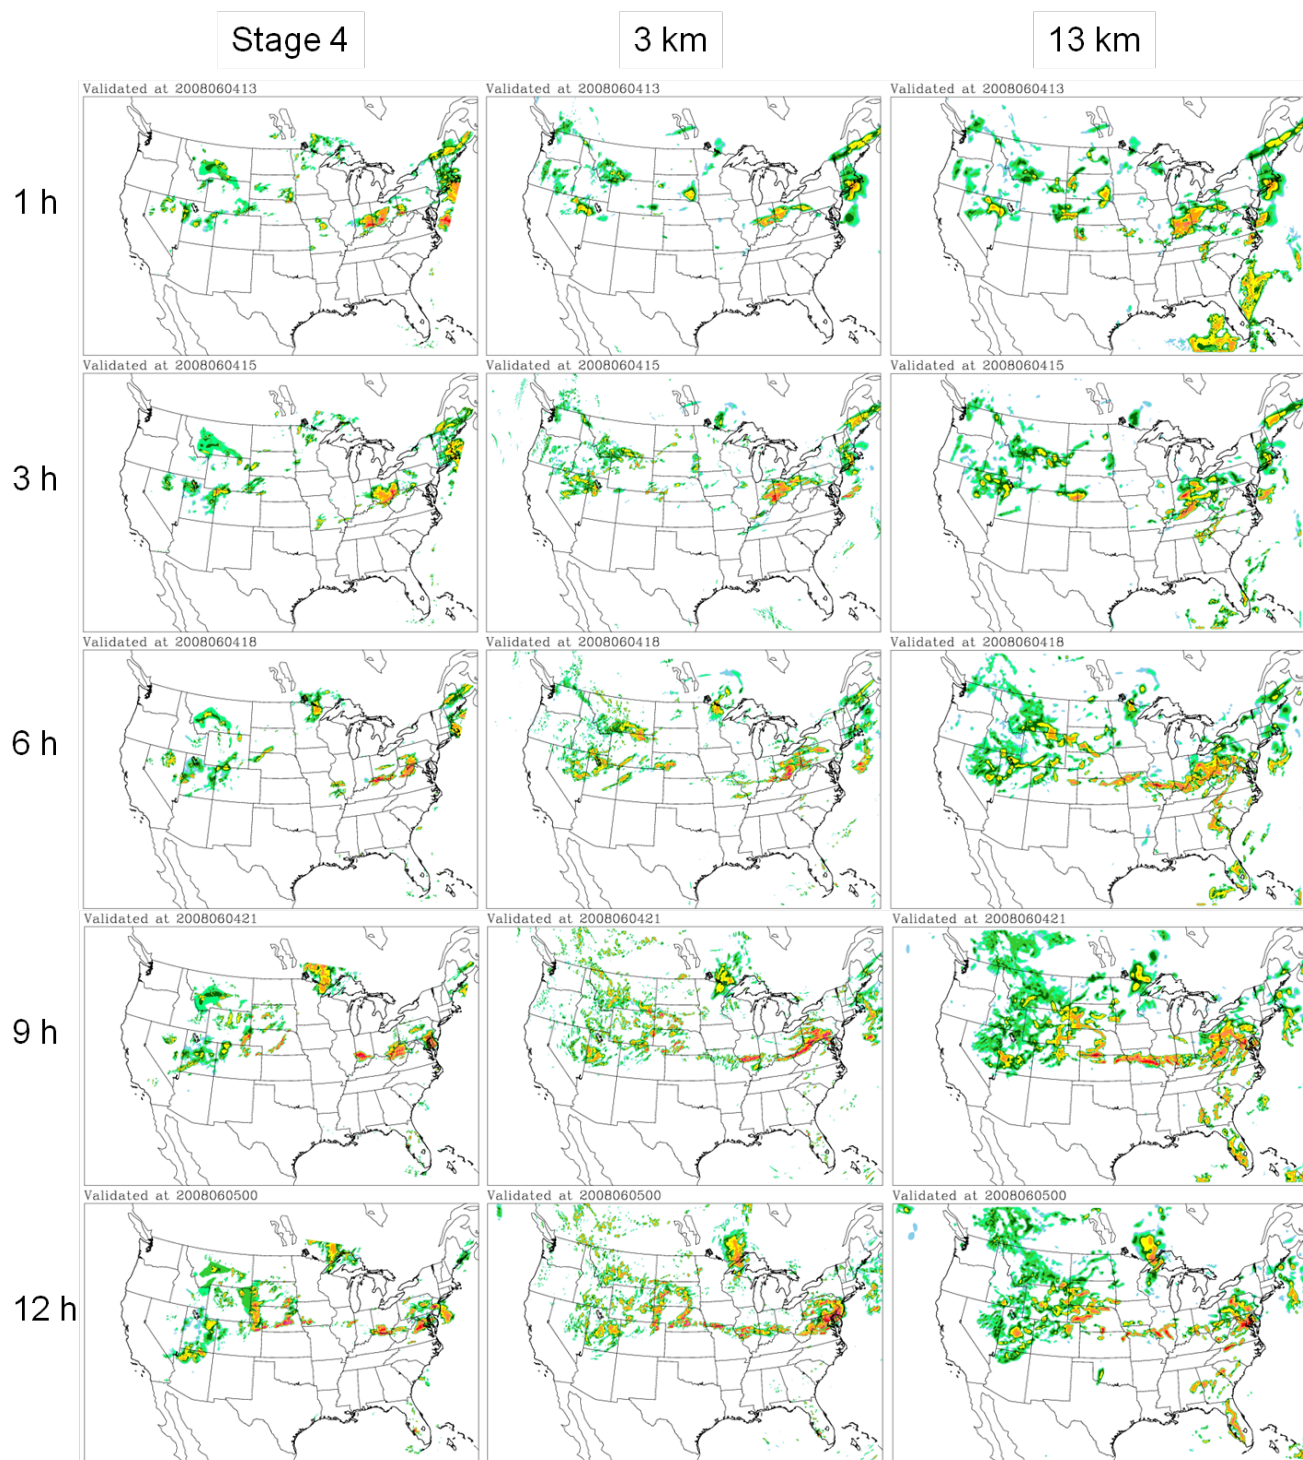 Stage 4
3 km
13 km
1 h
Validated at 2008060413
Validated at 2008060413
Validated at 2008060413
3 h
Validated at 2008060415
Validated at 2008060415
Validated at 2008060415
6 h
Validated at 2008060418
Validated at 2008060418
Validated at 2008060418
9 h
Validated at 2008060421
Validated at 2008060421
Validated at 2008060421
12 h
Validated at 2008060500
Validated at 2008060500
Validated at 2008060500